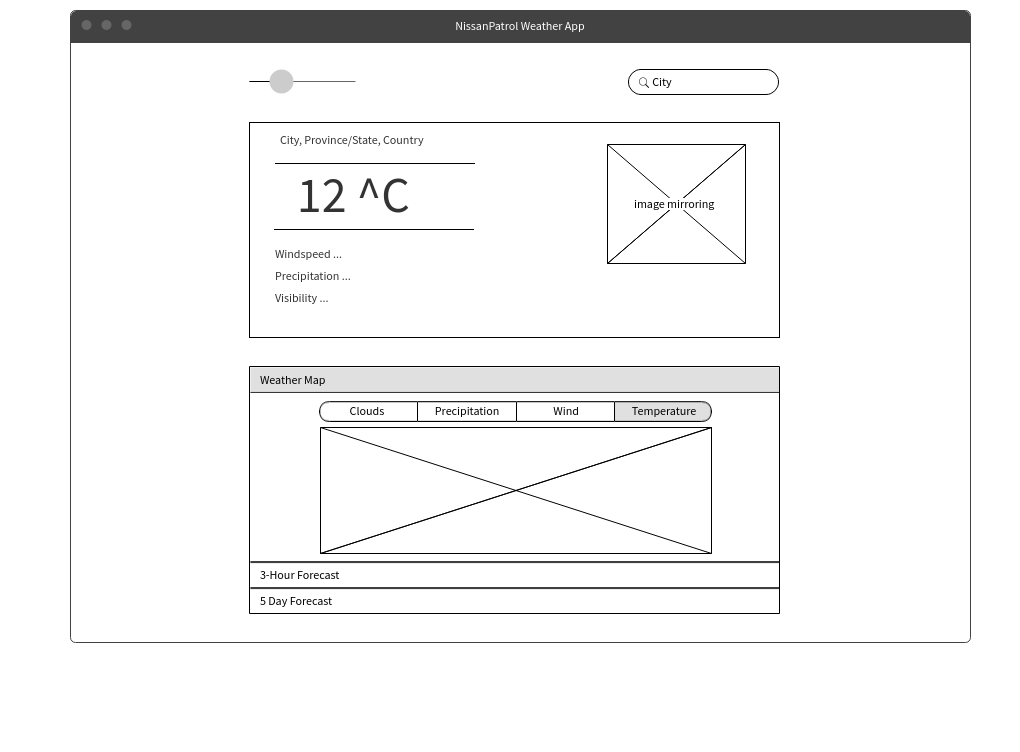 NissanPatrol Weather App
City
City, Province/State, Country
12 ^C
image mirroring
Windspeed ...
Precipitation ...
Visibility ...
Weather Map
Clouds Precipitation Wind Temperature
3-Hour Forecast
5 Day Forecast